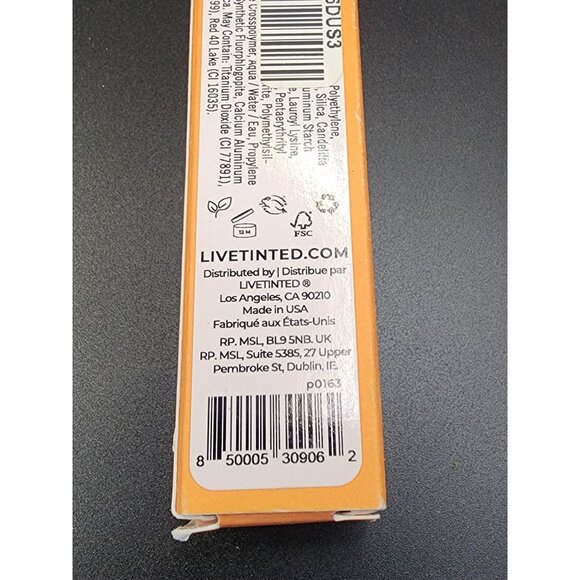 6DUS3
Polyethylene,
, Silica, Candelilla
uminum Starch
e, Lauroyl Lysine,
, Pentaerythrityl
ite, Polymethylsil-
e Crosspolymer, Aqua / Water / Eau, Propylene
Synthetic Fluorphlogopite, Calcium Aluminum
ca. May Contain: Titanium Dioxide (CI 77891),
99), Red 40 Lake (CI 16035).
12 M
FSC
LIVETINTED.COM
Distributed by | Distribue par
LIVETINTED ®
Los Angeles, CA 90210
Made in USA
Fabriqué aux États-Unis
RP. MSL, BL9 5NB. UK
RP. MSL, Suite 5385, 27 Upper
Pembroke St, Dublin, IE.
p0163
8 50005 30906 2